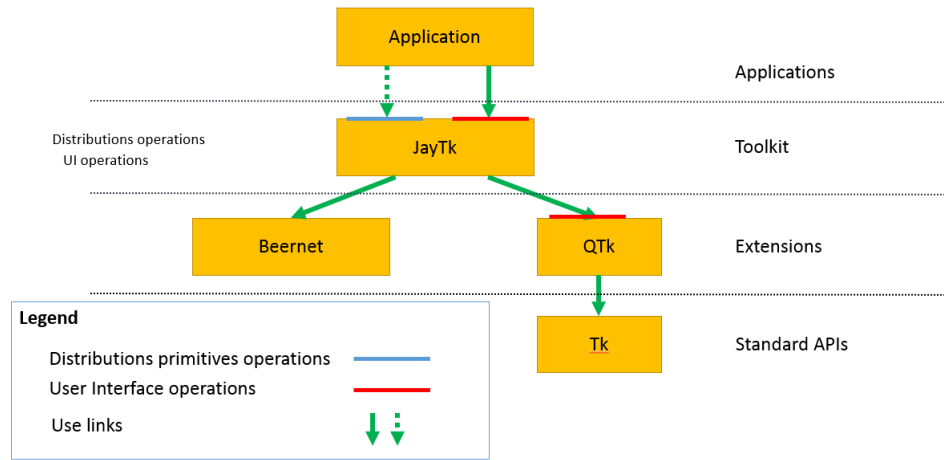 Application
Applications
Distributions operations
UI operations
JayTk
Toolkit
Beernet
QTk
Extensions
Legend
Distributions primitives operations
User Interface operations
Use links
Tk
Standard APIs